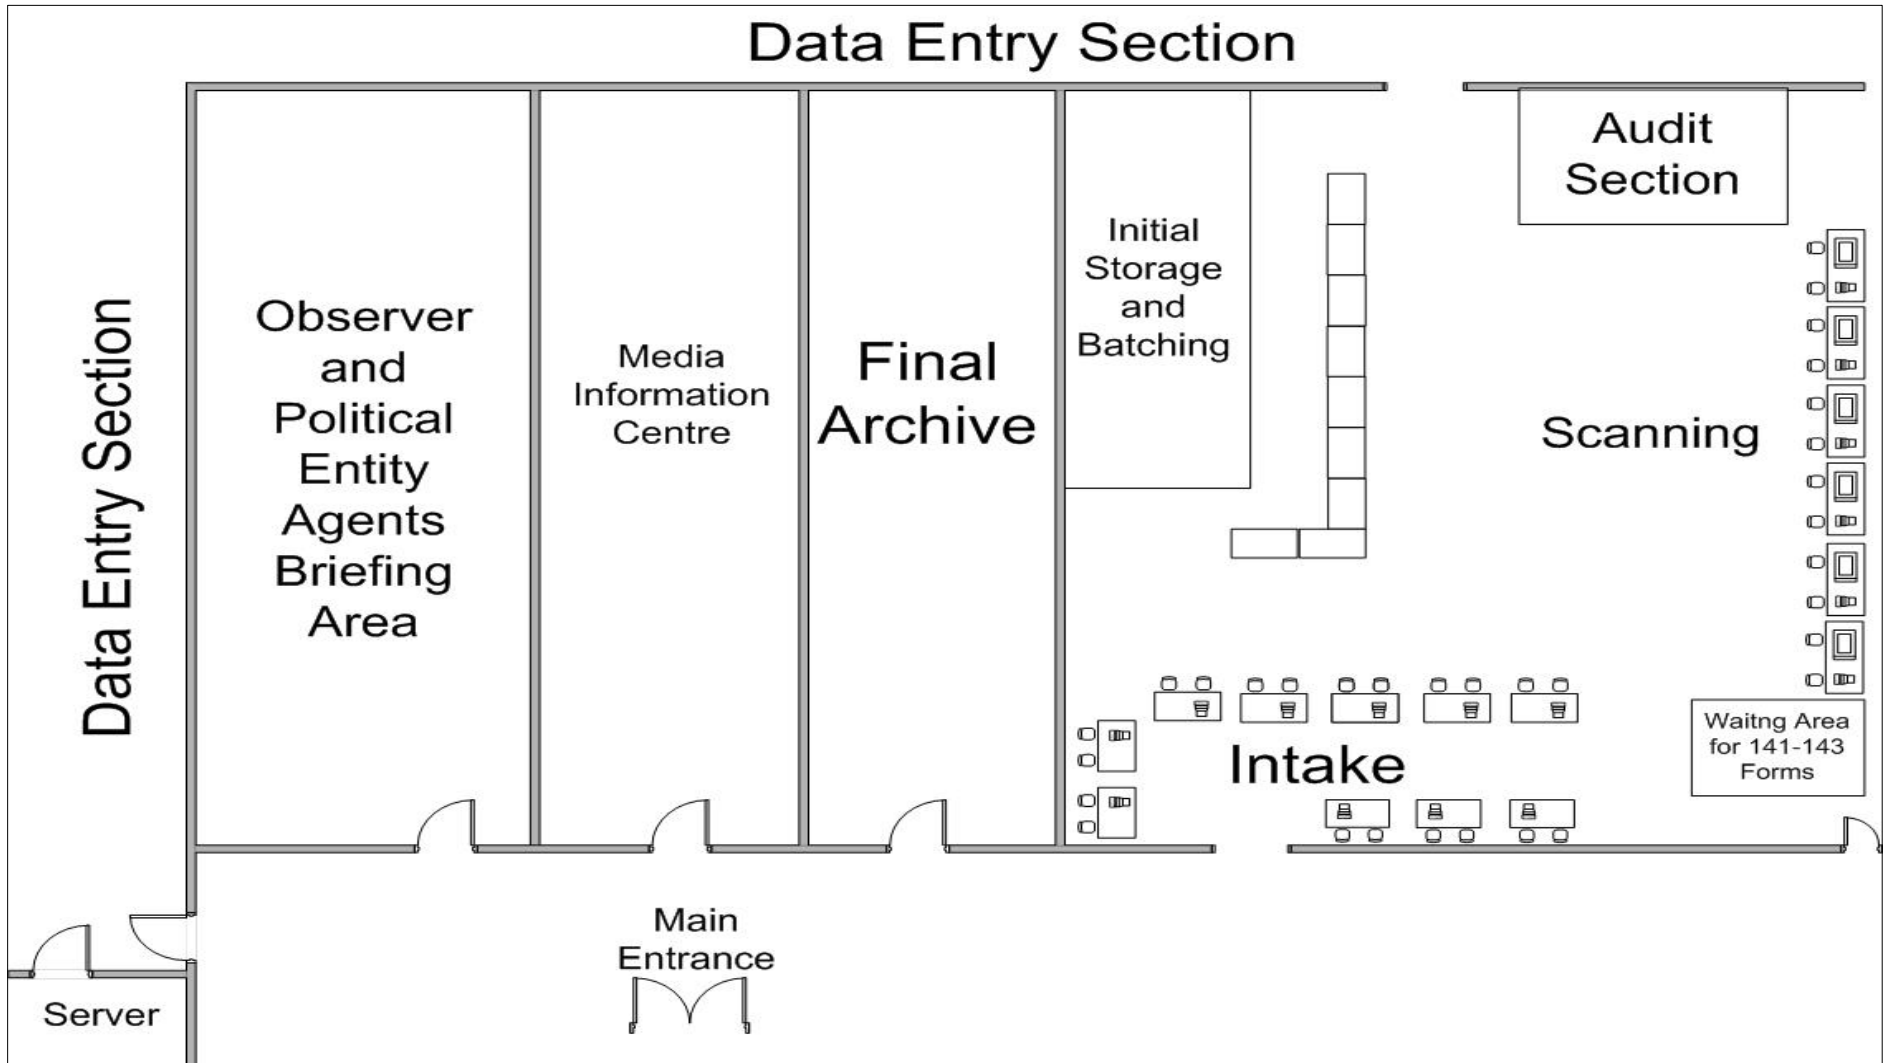 Data Entry Section
Data Entry Section
Observer
and
Political
Entity
Agents
Briefing
Area
Media
Information
Centre
Final
Archive
Initial
Storage
and
Batching
Audit
Section
Scanning
Intake
Waitng Area
for 141-143
Forms
Main
Entrance
Server